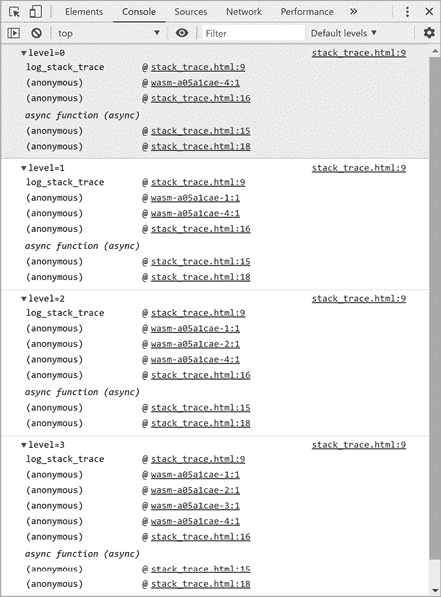 Elements Console Sources Network Performance »
top Filter Default levels
level=0 stack_trace.html:9
log_stack_trace @ stack_trace.html:9
(anonymous) @ wasm-a05a1cae-4:1
(anonymous) @ stack_trace.html:16
async function (async)
(anonymous) @ stack_trace.html:15
(anonymous) @ stack_trace.html:18
level=1 stack_trace.html:9
log_stack_trace @ stack_trace.html:9
(anonymous) @ wasm-a05a1cae-1:1
(anonymous) @ wasm-a05a1cae-4:1
(anonymous) @ stack_trace.html:16
async function (async)
(anonymous) @ stack_trace.html:15
(anonymous) @ stack_trace.html:18
level=2 stack_trace.html:9
log_stack_trace @ stack_trace.html:9
(anonymous) @ wasm-a05a1cae-1:1
(anonymous) @ wasm-a05a1cae-2:1
(anonymous) @ wasm-a05a1cae-4:1
(anonymous) @ stack_trace.html:16
async function (async)
(anonymous) @ stack_trace.html:15
(anonymous) @ stack_trace.html:18
level=3 stack_trace.html:9
log_stack_trace @ stack_trace.html:9
(anonymous) @ wasm-a05a1cae-1:1
(anonymous) @ wasm-a05a1cae-2:1
(anonymous) @ wasm-a05a1cae-3:1
(anonymous) @ wasm-a05a1cae-4:1
(anonymous) @ stack_trace.html:16
async function (async)
(anonymous) @ stack_trace.html:15
(anonymous) @ stack_trace.html:18